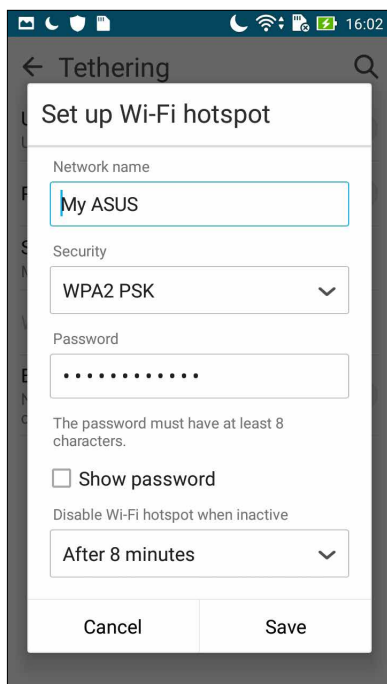 16:02
Tethering
Set up Wi-Fi hotspot
Network name
My ASUS
Security
WPA2 PSK
Password
••••••••••••
The password must have at least 8
characters.
Show password
Disable Wi-Fi hotspot when inactive
After 8 minutes
Cancel
Save